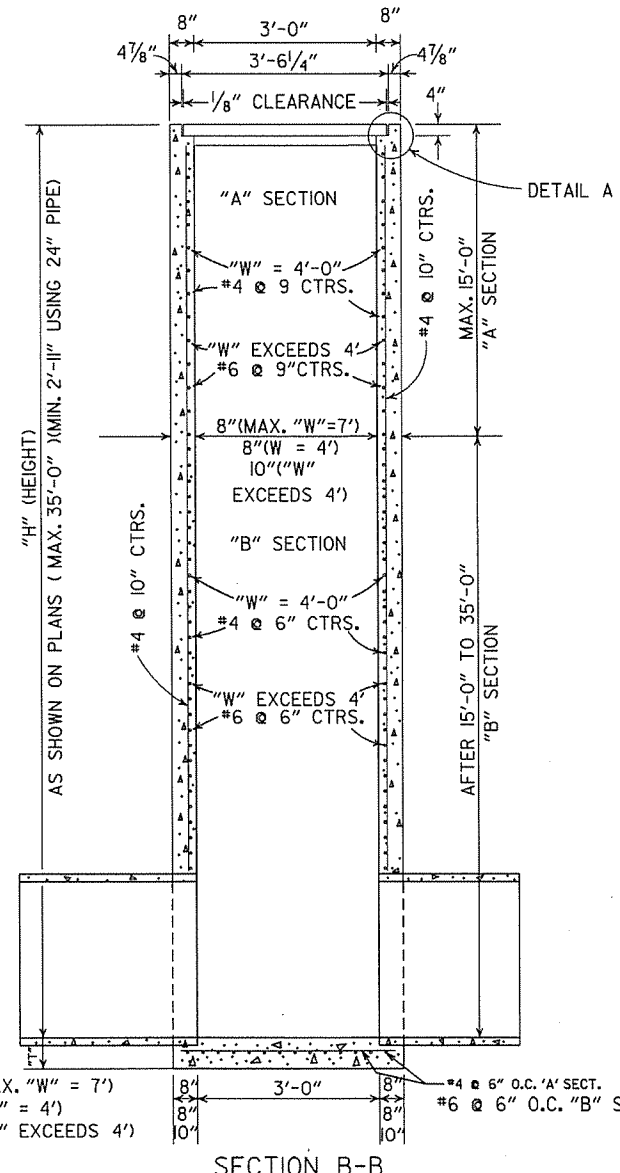 8" 3'-0" 8"
4⅞" 3'-6¼" 4⅞"
⅛" CLEARANCE
4"
DETAIL A
"A" SECTION
"W" = 4'-0"
#4 @ 9 CTRS.
"W" EXCEEDS 4'
#6 @ 9"CTRS.
#4 @ 10" CTRS.
MAX. 15'-0"
"A" SECTION
"H" (HEIGHT)
AS SHOWN ON PLANS ( MAX. 35'-0" )(MIN. 2'-11" USING 24" PIPE)
8"(MAX. "W"=7')
8"(W = 4')
10"("W"
EXCEEDS 4')
"B" SECTION
#4 @ 10" CTRS.
"W" = 4'-0"
#4 @ 6" CTRS.
"W" EXCEEDS 4'
#6 @ 6" CTRS.
AFTER 15'-0" TO 35'-0"
"B" SECTION
"T"
AX. "W" = 7') 8" 3'-0" 8"
" = 4') 8" 8"
" EXCEEDS 4') 10" 10"
#4 @ 6" O.C. 'A' SECT.
#6 @ 6" O.C. "B" S
SECTION B-B